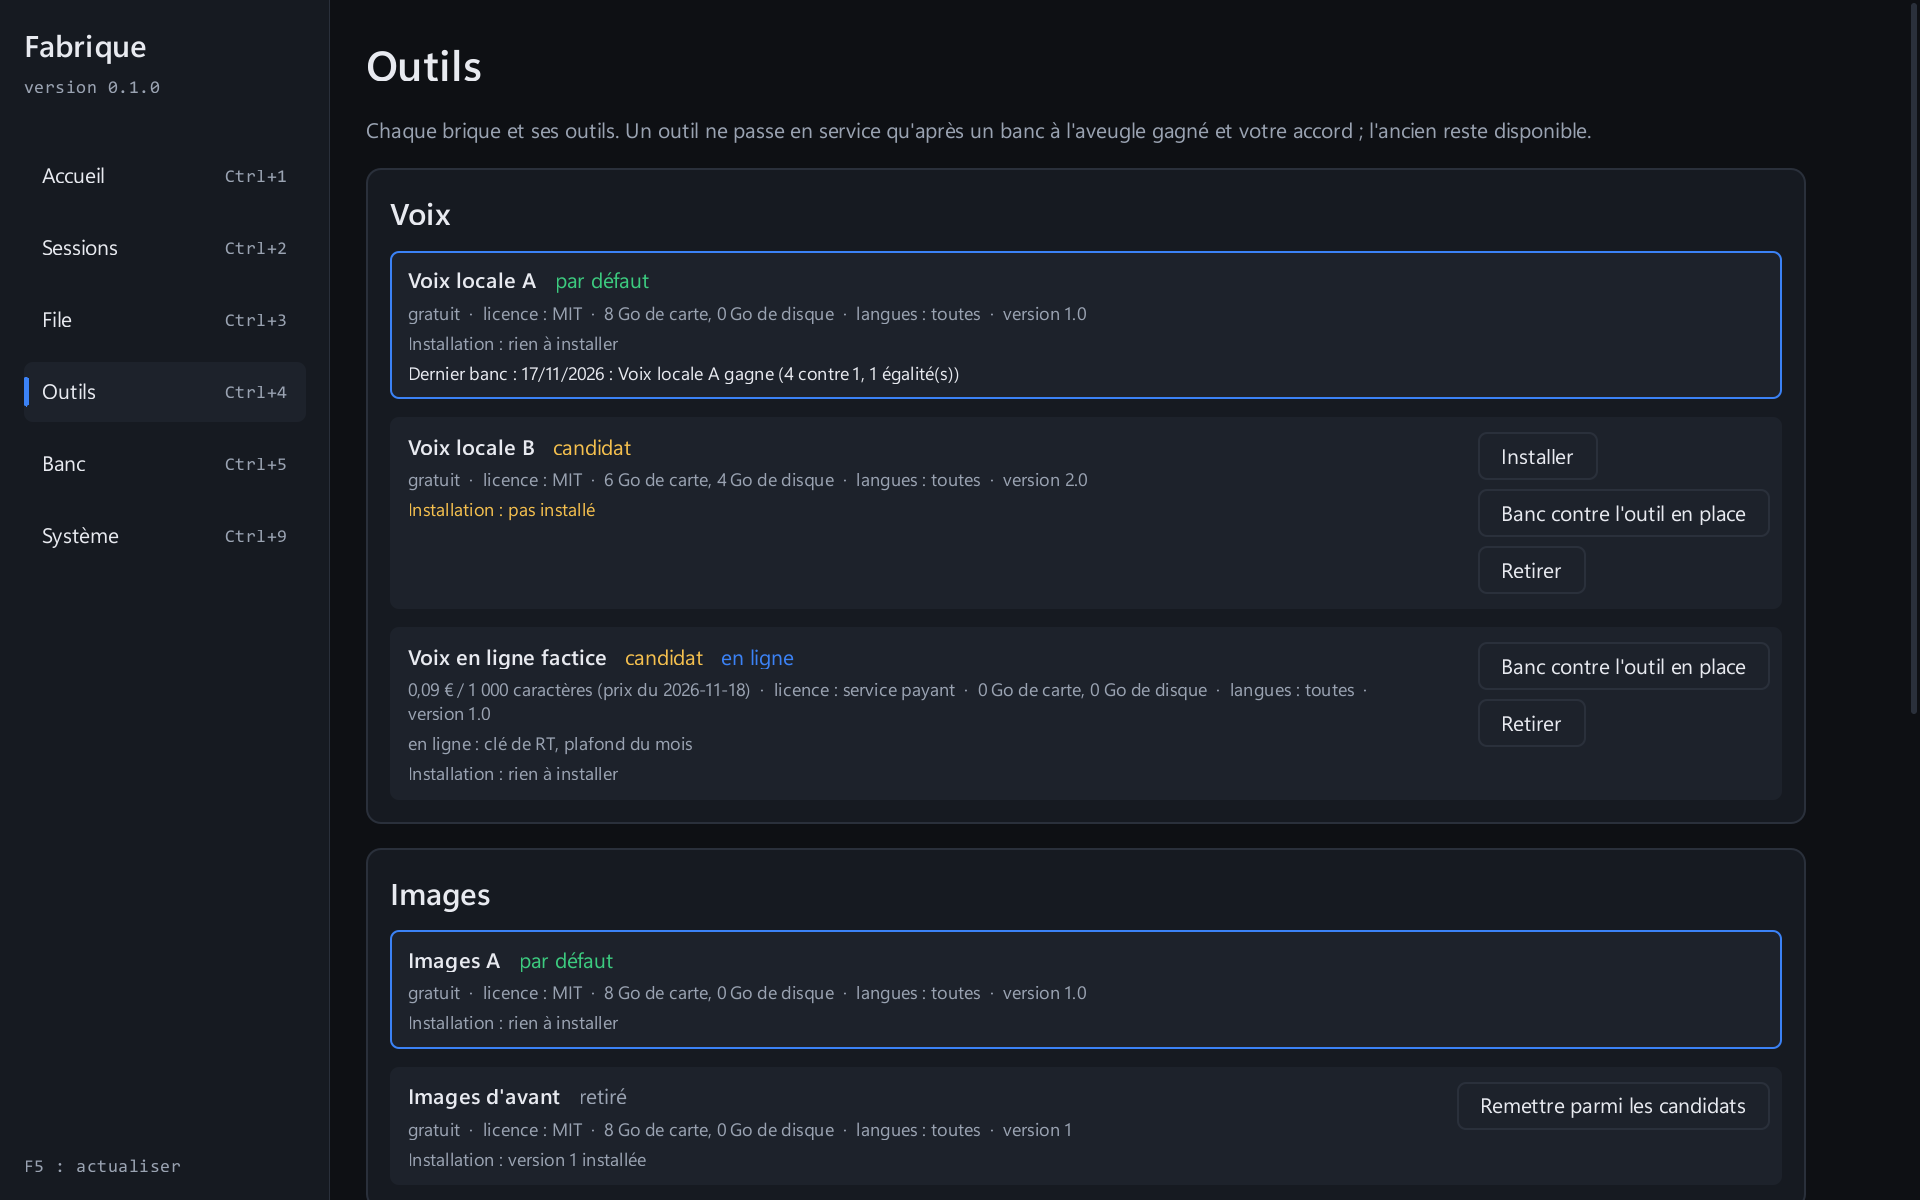 Fabrique
version 0.1.0
Accueil Ctrl+1
Sessions Ctrl+2
File Ctrl+3
Outils Ctrl+4
Banc Ctrl+5
Système Ctrl+9
F5 : actualiser
Outils
Chaque brique et ses outils. Un outil ne passe en service qu'après un banc à l'aveugle gagné et votre accord ; l'ancien reste disponible.
Voix
Voix locale A par défaut
gratuit · licence : MIT · 8 Go de carte, 0 Go de disque · langues : toutes · version 1.0
Installation : rien à installer
Dernier banc : 17/11/2026 : Voix locale A gagne (4 contre 1, 1 égalité(s))
Voix locale B candidat
gratuit · licence : MIT · 6 Go de carte, 4 Go de disque · langues : toutes · version 2.0
Installation : pas installé
Installer
Banc contre l'outil en place
Retirer
Voix en ligne factice candidat en ligne
0,09 € / 1 000 caractères (prix du 2026-11-18) · licence : service payant · 0 Go de carte, 0 Go de disque · langues : toutes ·
version 1.0
en ligne : clé de RT, plafond du mois
Installation : rien à installer
Banc contre l'outil en place
Retirer
Images
Images A par défaut
gratuit · licence : MIT · 8 Go de carte, 0 Go de disque · langues : toutes · version 1.0
Installation : rien à installer
Images d'avant retiré
gratuit · licence : MIT · 8 Go de carte, 0 Go de disque · langues : toutes · version 1
Installation : version 1 installée
Remettre parmi les candidats